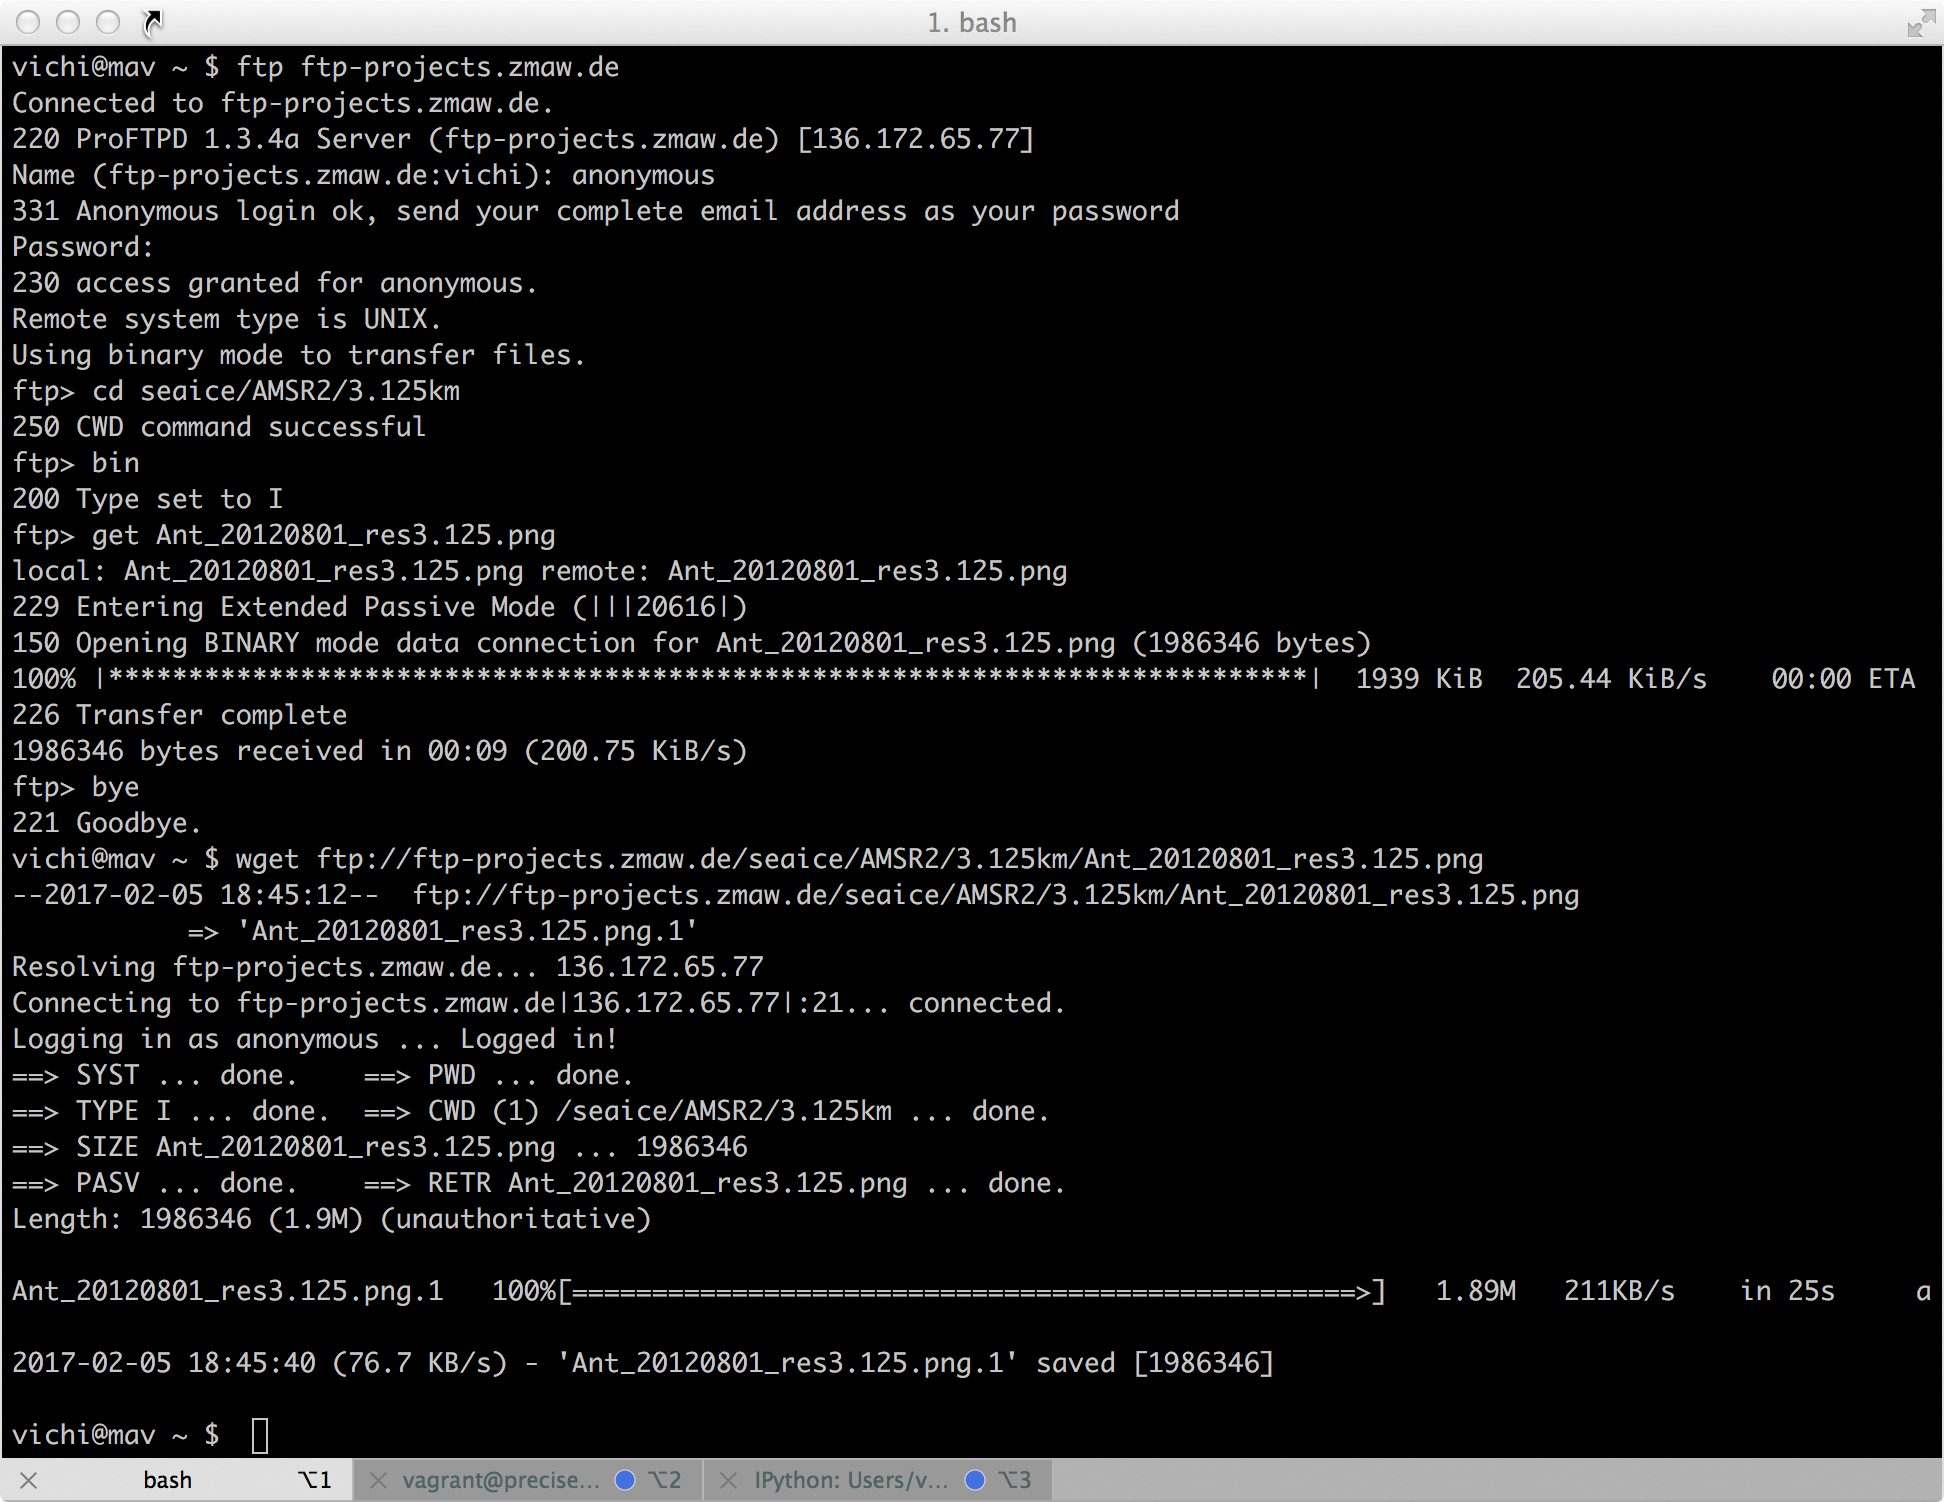 1. bash
vichi@mav ~ $ ftp ftp-projects.zmaw.de
Connected to ftp-projects.zmaw.de.
220 ProFTPD 1.3.4a Server (ftp-projects.zmaw.de) [136.172.65.77]
Name (ftp-projects.zmaw.de:vichi): anonymous
331 Anonymous login ok, send your complete email address as your password
Password:
230 access granted for anonymous.
Remote system type is UNIX.
Using binary mode to transfer files.
ftp> cd seaice/AMSR2/3.125km
250 CWD command successful
ftp> bin
200 Type set to I
ftp> get Ant_20120801_res3.125.png
local: Ant_20120801_res3.125.png remote: Ant_20120801_res3.125.png
229 Entering Extended Passive Mode (|||20616|)
150 Opening BINARY mode data connection for Ant_20120801_res3.125.png (1986346 bytes)
100% |***************************************************************************|  1939 KiB  205.44 KiB/s    00:00 ETA
226 Transfer complete
1986346 bytes received in 00:09 (200.75 KiB/s)
ftp> bye
221 Goodbye.
vichi@mav ~ $ wget ftp://ftp-projects.zmaw.de/seaice/AMSR2/3.125km/Ant_20120801_res3.125.png
--2017-02-05 18:45:12--  ftp://ftp-projects.zmaw.de/seaice/AMSR2/3.125km/Ant_20120801_res3.125.png
           => 'Ant_20120801_res3.125.png.1'
Resolving ftp-projects.zmaw.de... 136.172.65.77
Connecting to ftp-projects.zmaw.de|136.172.65.77|:21... connected.
Logging in as anonymous ... Logged in!
==> SYST ... done.    ==> PWD ... done.
==> TYPE I ... done.  ==> CWD (1) /seaice/AMSR2/3.125km ... done.
==> SIZE Ant_20120801_res3.125.png ... 1986346
==> PASV ... done.    ==> RETR Ant_20120801_res3.125.png ... done.
Length: 1986346 (1.9M) (unauthoritative)
Ant_20120801_res3.125.png.1   100%[=================================================>]   1.89M   211KB/s    in 25s     a
2017-02-05 18:45:40 (76.7 KB/s) - 'Ant_20120801_res3.125.png.1' saved [1986346]
vichi@mav ~ $
bash ⌥1 vagrant@precise... ⌥2 IPython: Users/v... ⌥3